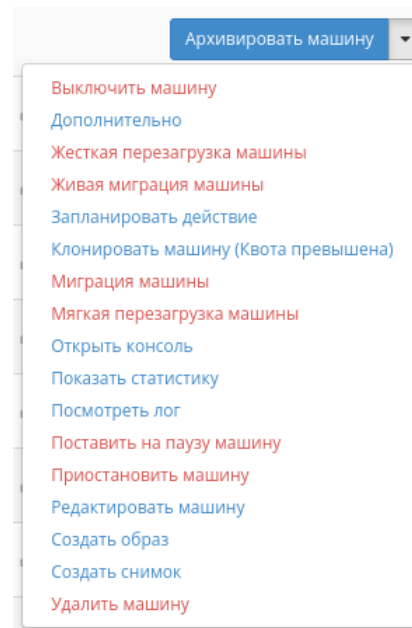 Архивировать машину
Выключить машину
Дополнительно
Жесткая перезагрузка машины
Живая миграция машины
Запланировать действие
Клонировать машину (Квота превышена)
Миграция машины
Мягкая перезагрузка машины
Открыть консоль
Показать статистику
Посмотреть лог
Поставить на паузу машину
Приостановить машину
Редактировать машину
Создать образ
Создать снимок
Удалить машину